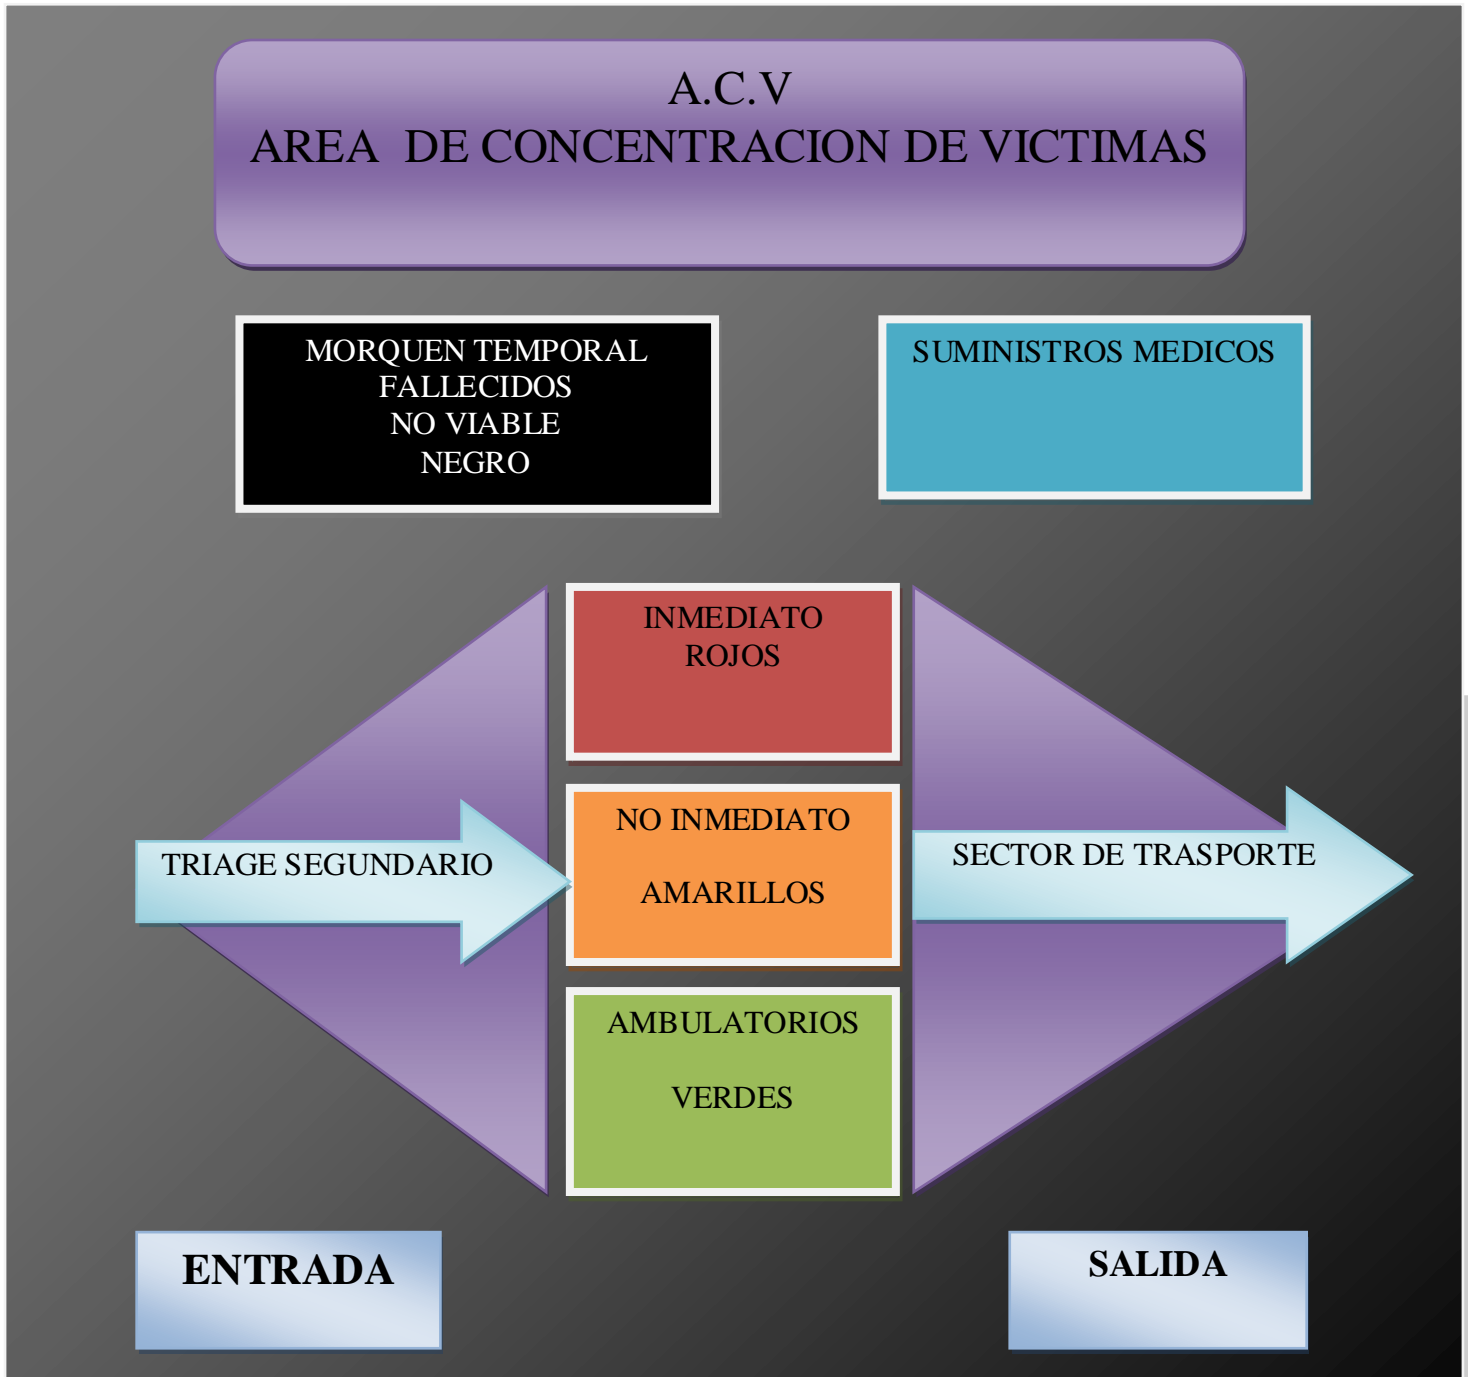 A.C.V
AREA DE CONCENTRACION DE VICTIMAS
MORQUEN TEMPORAL
FALLECIDOS
NO VIABLE
NEGRO
SUMINISTROS MEDICOS
INMEDIATO
ROJOS
NO INMEDIATO
AMARILLOS
TRIAGE SEGUNDARIO
SECTOR DE TRASPORTE
AMBULATORIOS
VERDES
ENTRADA
SALIDA